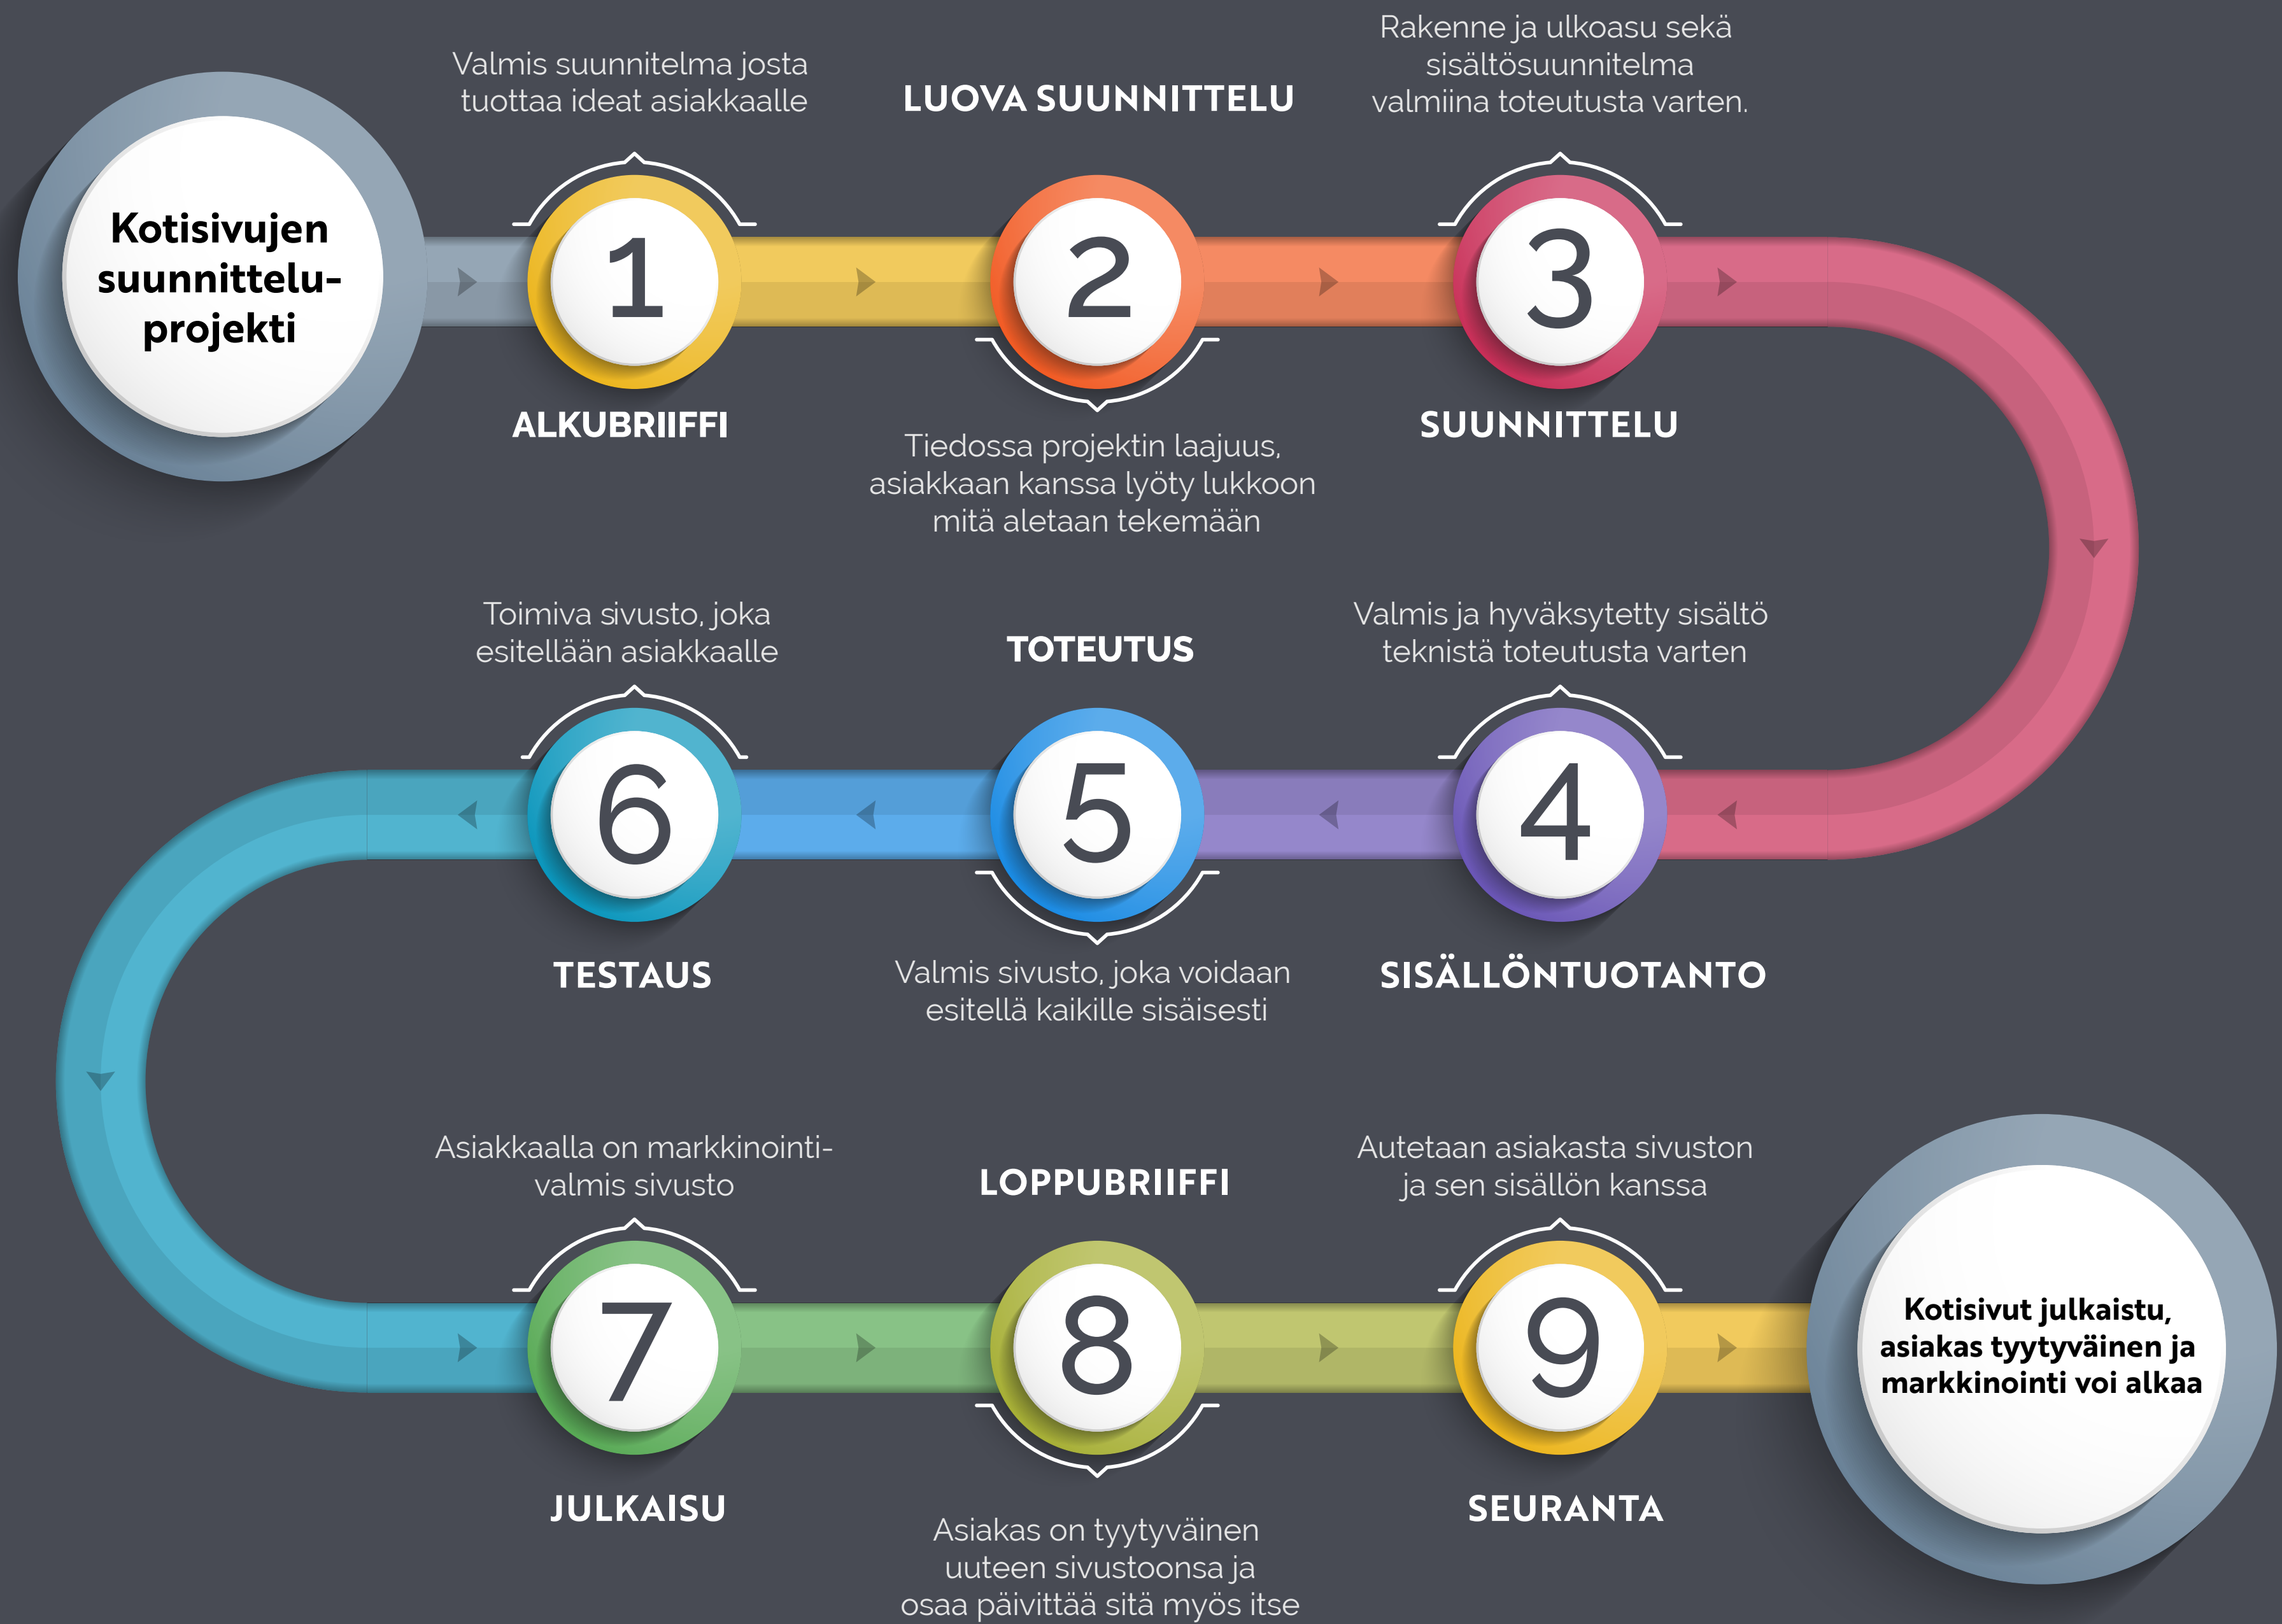 Kotisivujen
suunnittelu-
projekti
Valmis suunnitelma josta
tuottaa ideat asiakkaalle
1
ALKUBRIIFFI
LUOVA SUUNNITTELU
2
Tiedossa projektin laajuus,
asiakkaan kanssa lyöty lukkoon
mitä aletaan tekemään
Rakenne ja ulkoasu sekä
sisältösuunnitelma
valmiina toteutusta varten.
3
SUUNNITTELU
Valmis ja hyväksytetty sisältö
teknistä toteutusta varten
4
SISÄLLÖNTUOTANTO
TOTEUTUS
5
Valmis sivusto, joka voidaan
esitellä kaikille sisäisesti
Toimiva sivusto, joka
esitellään asiakkaalle
6
TESTAUS
Asiakkaalla on markkinointi-
valmis sivusto
7
JULKAISU
LOPPUBRIIFFI
8
Asiakas on tyytyväinen
uuteen sivustoonsa ja
osaa päivittää sitä myös itse
Autetaan asiakasta sivuston
ja sen sisällön kanssa
9
SEURANTA
Kotisivut julkaistu,
asiakas tyytyväinen ja
markkinointi voi alkaa